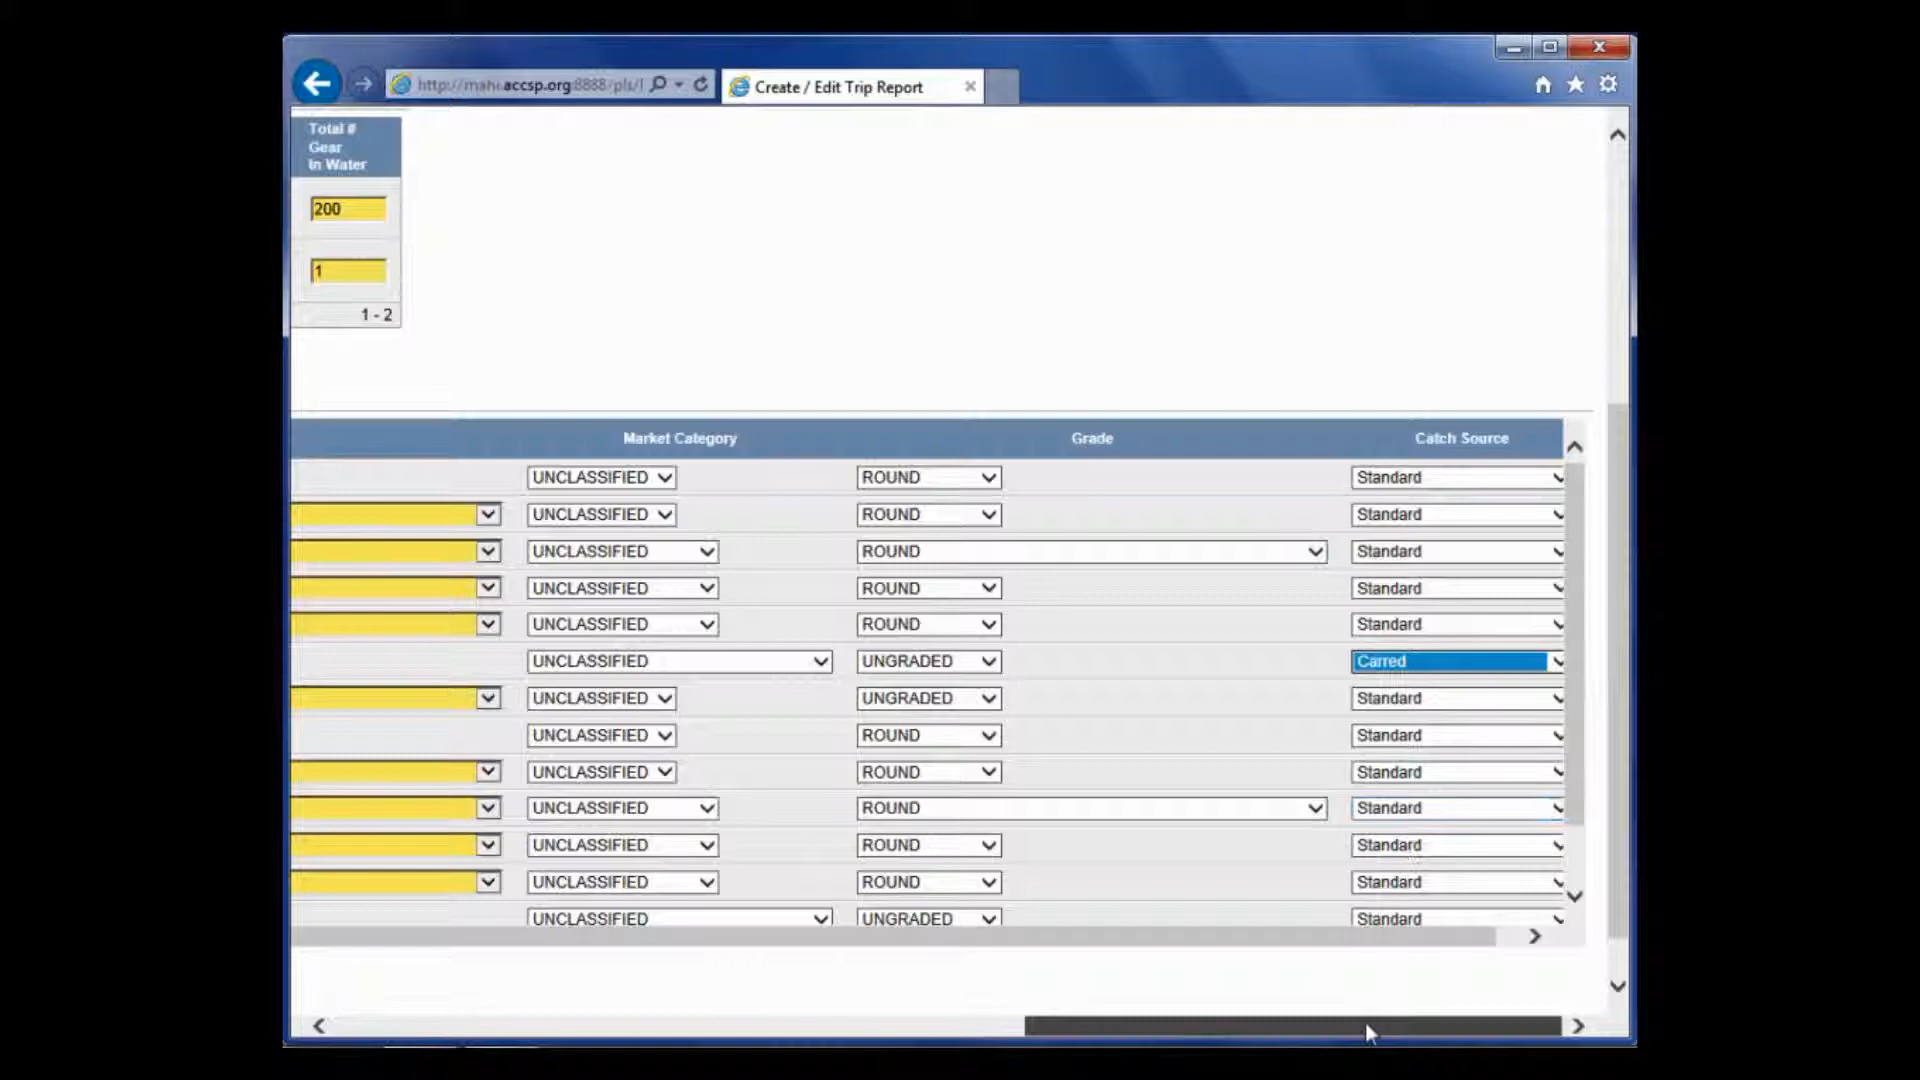 http://mahi.accsp.org:8888/pls/
Create / Edit Trip Report
Total #
Gear
In Water
200
1
1 - 2
Market Category Grade Catch Source
UNCLASSIFIED ROUND Standard
UNCLASSIFIED ROUND Standard
UNCLASSIFIED ROUND Standard
UNCLASSIFIED ROUND Standard
UNCLASSIFIED ROUND Standard
UNCLASSIFIED UNGRADED Carred
UNCLASSIFIED UNGRADED Standard
UNCLASSIFIED ROUND Standard
UNCLASSIFIED ROUND Standard
UNCLASSIFIED ROUND Standard
UNCLASSIFIED ROUND Standard
UNCLASSIFIED ROUND Standard
UNCLASSIFIED UNGRADED Standard